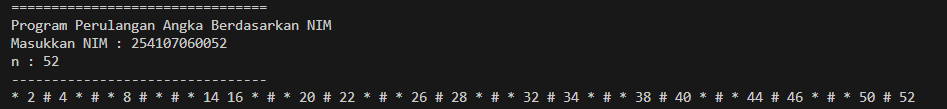 ================================
Program Perulangan Angka Berdasarkan NIM
Masukkan NIM : 254107060052
n : 52
--------------------------------
* 2 # 4 * # * 8 # * # * 14 16 * # * 20 # 22 * # * 26 # 28 * # * 32 # 34 * # * 38 # 40 * # * 44 # 46 * # * 50 # 52